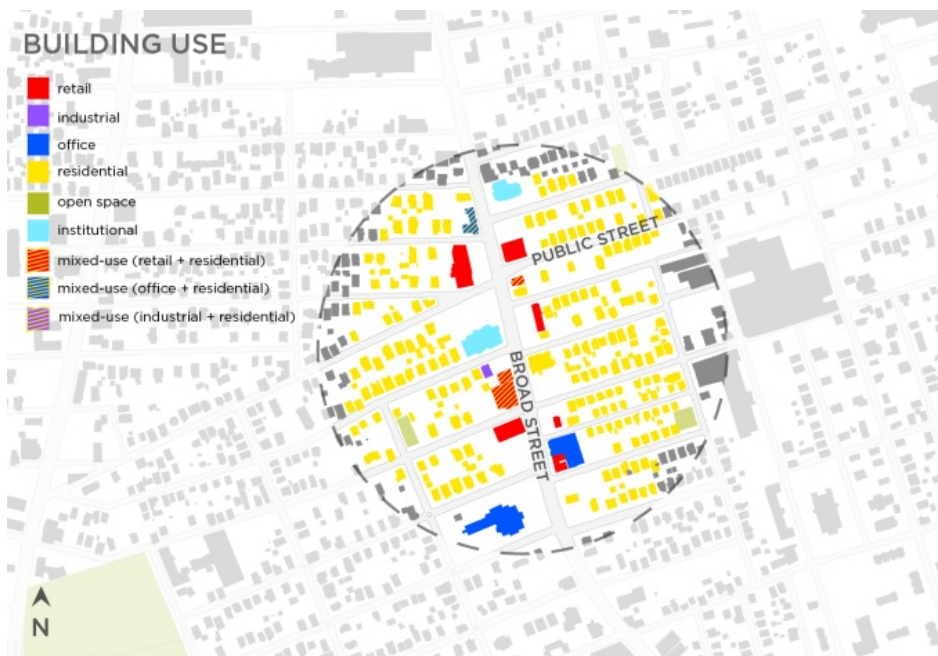 BUILDING USE
retail
industrial
office
residential
open space
institutional
mixed-use (retail + residential)
mixed-use (office + residential)
mixed-use (industrial + residential)
PUBLIC STREET
BROAD STREET
N